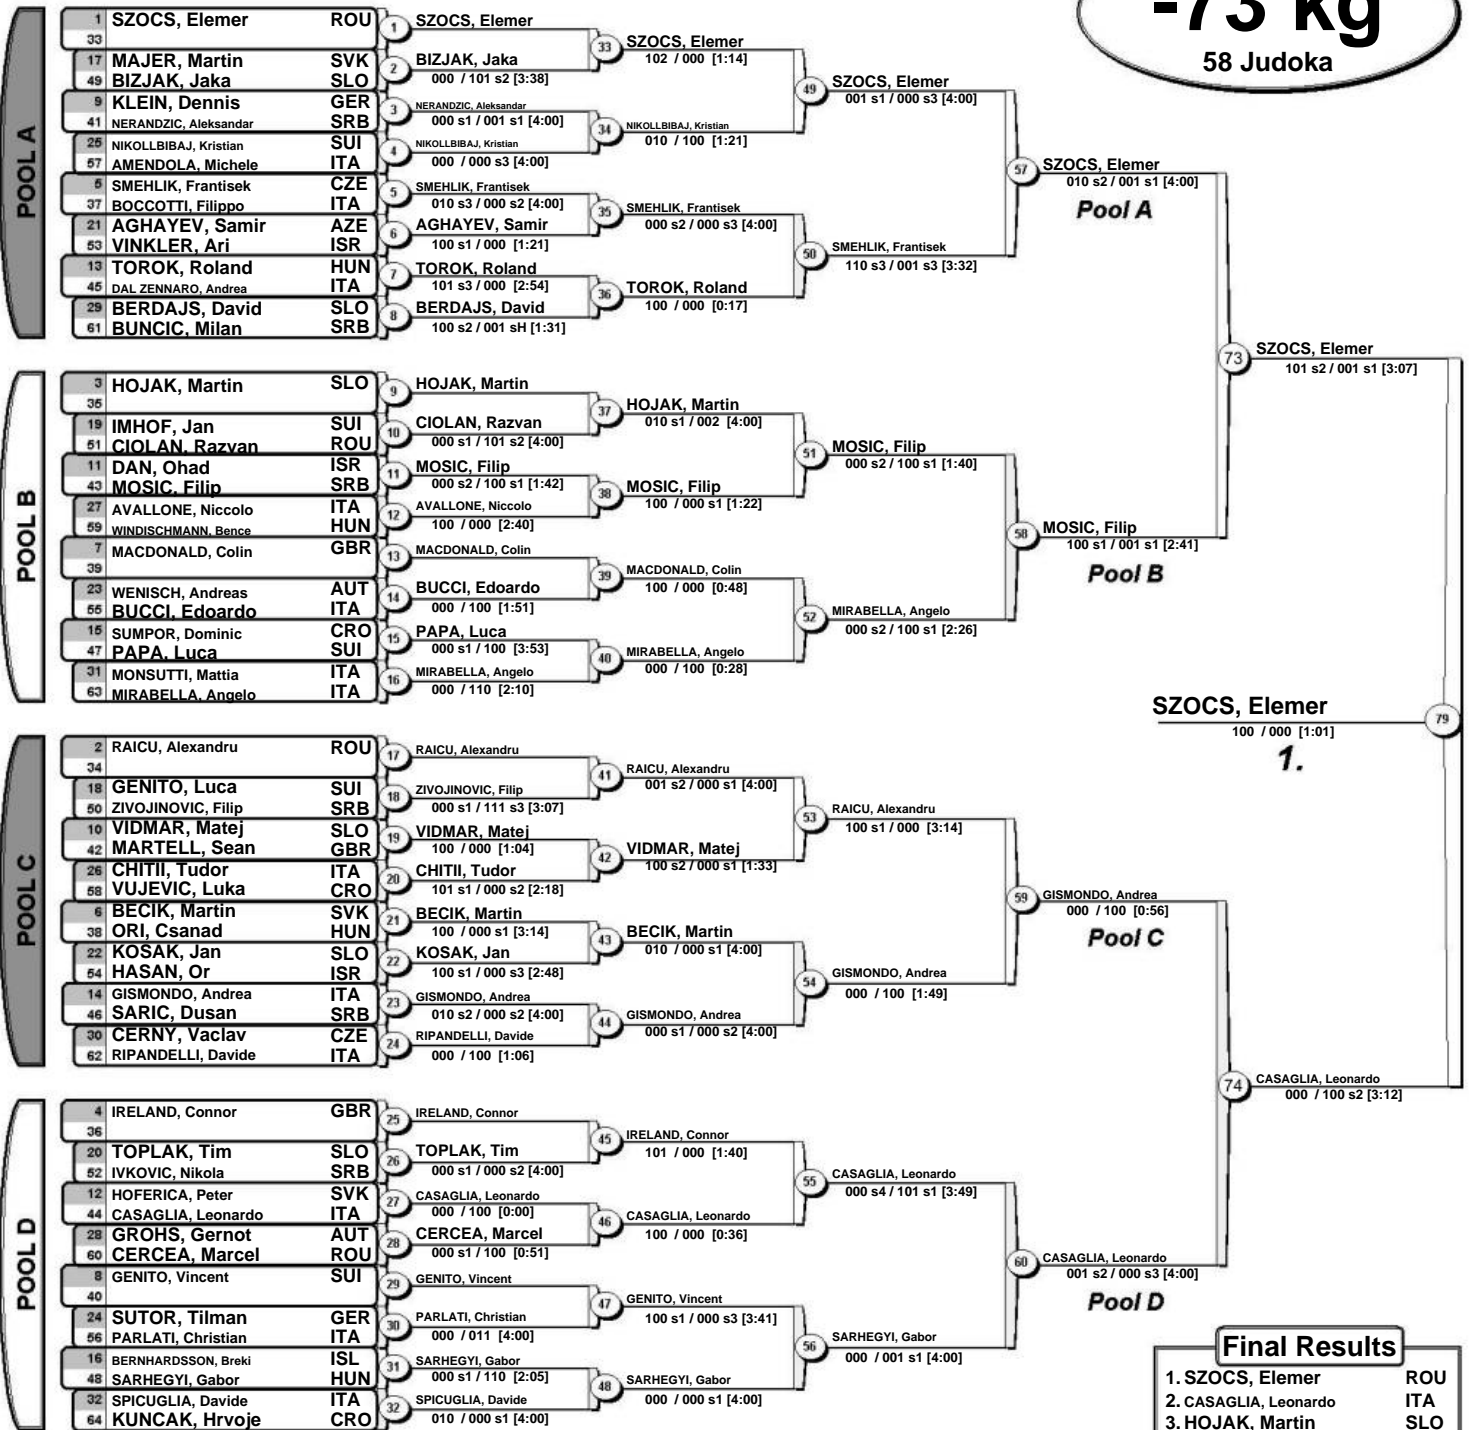 -73 kg
58 Judoka
POOL A
1 SZOCS, Elemer ROU
33
17 MAJER, Martin SVK
49 BIZJAK, Jaka SLO
9 KLEIN, Dennis GER
41 NERANDZIC, Aleksandar SRB
25 NIKOLLBIBAJ, Kristian SUI
57 AMENDOLA, Michele ITA
5 SMEHLIK, Frantisek CZE
37 BOCCOTTI, Filippo ITA
21 AGHAYEV, Samir AZE
53 VINKLER, Ari ISR
13 TOROK, Roland HUN
45 DAL ZENNARO, Andrea ITA
29 BERDAJS, David SLO
61 BUNCIC, Milan SRB
1 SZOCS, Elemer
2 BIZJAK, Jaka
000 / 101 s2 [3:38]
3 NERANDZIC, Aleksandar
000 s1 / 001 s1 [4:00]
4 NIKOLLBIBAJ, Kristian
000 / 000 s3 [4:00]
5 SMEHLIK, Frantisek
010 s3 / 000 s2 [4:00]
6 AGHAYEV, Samir
100 s1 / 000 [1:21]
7 TOROK, Roland
101 s3 / 000 [2:54]
8 BERDAJS, David
100 s2 / 001 sH [1:31]
33 SZOCS, Elemer
102 / 000 [1:14]
34 NIKOLLBIBAJ, Kristian
010 / 100 [1:21]
35 SMEHLIK, Frantisek
000 s2 / 000 s3 [4:00]
36 TOROK, Roland
100 / 000 [0:17]
49 SZOCS, Elemer
001 s1 / 000 s3 [4:00]
50 SMEHLIK, Frantisek
110 s3 / 001 s3 [3:32]
57 SZOCS, Elemer
010 s2 / 001 s1 [4:00]
Pool A
POOL B
3 HOJAK, Martin SLO
35
19 IMHOF, Jan SUI
51 CIOLAN, Razvan ROU
11 DAN, Ohad ISR
43 MOSIC, Filip SRB
27 AVALLONE, Niccolo ITA
59 WINDISCHMANN, Bence HUN
7 MACDONALD, Colin GBR
39
23 WENISCH, Andreas AUT
55 BUCCI, Edoardo ITA
15 SUMPOR, Dominic CRO
47 PAPA, Luca SUI
31 MONSUTTI, Mattia ITA
63 MIRABELLA, Angelo ITA
9 HOJAK, Martin
10 CIOLAN, Razvan
000 s1 / 101 s2 [4:00]
11 MOSIC, Filip
000 s2 / 100 s1 [1:42]
12 AVALLONE, Niccolo
100 / 000 [2:40]
13 MACDONALD, Colin
14 BUCCI, Edoardo
000 / 100 [1:51]
15 PAPA, Luca
000 s1 / 100 [3:53]
16 MIRABELLA, Angelo
000 / 110 [2:10]
37 HOJAK, Martin
010 s1 / 002 [4:00]
38 MOSIC, Filip
100 / 000 s1 [1:22]
39 MACDONALD, Colin
100 / 000 [0:48]
40 MIRABELLA, Angelo
000 / 100 [0:28]
51 MOSIC, Filip
000 s2 / 100 s1 [1:40]
52 MIRABELLA, Angelo
000 s2 / 100 s1 [2:26]
58 MOSIC, Filip
100 s1 / 001 s1 [2:41]
Pool B
73 SZOCS, Elemer
101 s2 / 001 s1 [3:07]
SZOCS, Elemer 79
100 / 000 [1:01]
1.
POOL C
2 RAICU, Alexandru ROU
34
18 GENITO, Luca SUI
50 ZIVOJINOVIC, Filip SRB
10 VIDMAR, Matej SLO
42 MARTELL, Sean GBR
26 CHITII, Tudor ITA
58 VUJEVIC, Luka CRO
6 BECIK, Martin SVK
38 ORI, Csanad HUN
22 KOSAK, Jan SLO
54 HASAN, Or ISR
14 GISMONDO, Andrea ITA
46 SARIC, Dusan SRB
30 CERNY, Vaclav CZE
62 RIPANDELLI, Davide ITA
17 RAICU, Alexandru
18 ZIVOJINOVIC, Filip
000 s1 / 111 s3 [3:07]
19 VIDMAR, Matej
100 / 000 [1:04]
20 CHITII, Tudor
101 s1 / 000 s2 [2:18]
21 BECIK, Martin
100 / 000 s1 [3:14]
22 KOSAK, Jan
100 s1 / 000 s3 [2:48]
23 GISMONDO, Andrea
010 s2 / 000 s2 [4:00]
24 RIPANDELLI, Davide
000 / 100 [1:06]
41 RAICU, Alexandru
001 s2 / 000 s1 [4:00]
42 VIDMAR, Matej
100 s2 / 000 s1 [1:33]
43 BECIK, Martin
010 / 000 s1 [4:00]
44 GISMONDO, Andrea
000 s1 / 000 s2 [4:00]
53 RAICU, Alexandru
100 s1 / 000 [3:14]
54 GISMONDO, Andrea
000 / 100 [1:49]
59 GISMONDO, Andrea
000 / 100 [0:56]
Pool C
POOL D
4 IRELAND, Connor GBR
36
20 TOPLAK, Tim SLO
52 IVKOVIC, Nikola SRB
12 HOFERICA, Peter SVK
44 CASAGLIA, Leonardo ITA
28 GROHS, Gernot AUT
60 CERCEA, Marcel ROU
8 GENITO, Vincent SUI
40
24 SUTOR, Tilman GER
56 PARLATI, Christian ITA
16 BERNHARDSSON, Breki ISL
48 SARHEGYI, Gabor HUN
32 SPICUGLIA, Davide ITA
64 KUNCAK, Hrvoje CRO
25 IRELAND, Connor
26 TOPLAK, Tim
000 s1 / 000 s2 [4:00]
27 CASAGLIA, Leonardo
000 / 100 [0:00]
28 CERCEA, Marcel
000 s1 / 100 [0:51]
29 GENITO, Vincent
30 PARLATI, Christian
000 / 011 [4:00]
31 SARHEGYI, Gabor
000 s1 / 110 [2:05]
32 SPICUGLIA, Davide
010 / 000 s1 [4:00]
45 IRELAND, Connor
101 / 000 [1:40]
46 CASAGLIA, Leonardo
100 / 000 [0:36]
47 GENITO, Vincent
100 s1 / 000 s3 [3:41]
48 SARHEGYI, Gabor
000 / 000 s1 [4:00]
55 CASAGLIA, Leonardo
000 s4 / 101 s1 [3:49]
56 SARHEGYI, Gabor
000 / 001 s1 [4:00]
60 CASAGLIA, Leonardo
001 s2 / 000 s3 [4:00]
Pool D
74 CASAGLIA, Leonardo
000 / 100 s2 [3:12]
Final Results
1. SZOCS, Elemer ROU
2. CASAGLIA, Leonardo ITA
3. HOJAK, Martin SLO